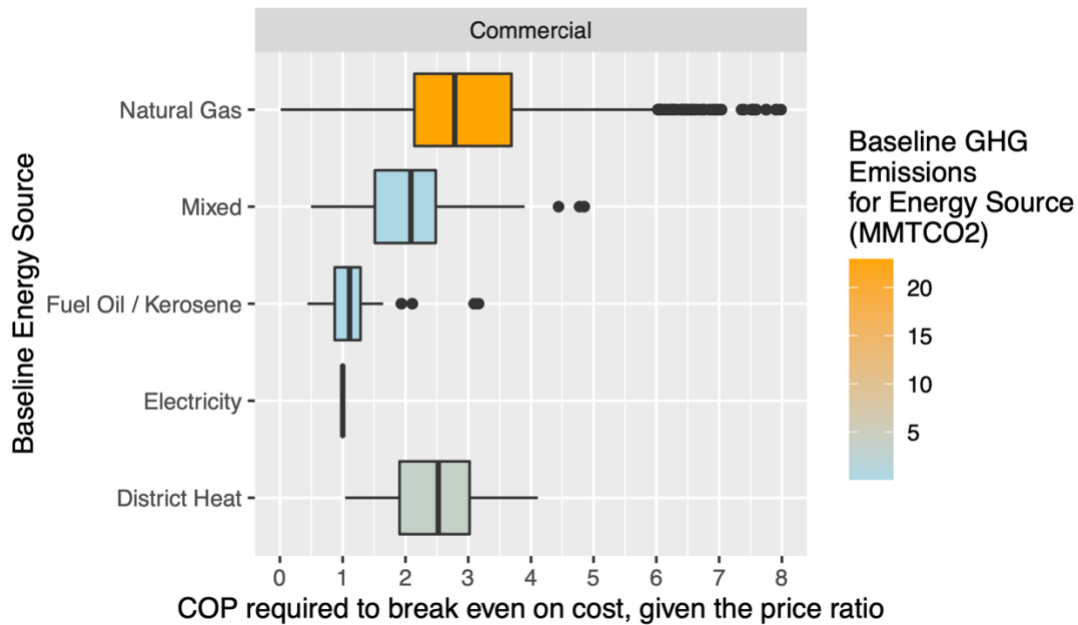 Commercial
Natural Gas
Mixed
Fuel Oil / Kerosene
Electricity
District Heat
Baseline Energy Source
0 1 2 3 4 5 6 7 8
COP required to break even on cost, given the price ratio
Baseline GHG
Emissions
for Energy Source
(MMTCO2)
20
15
10
5